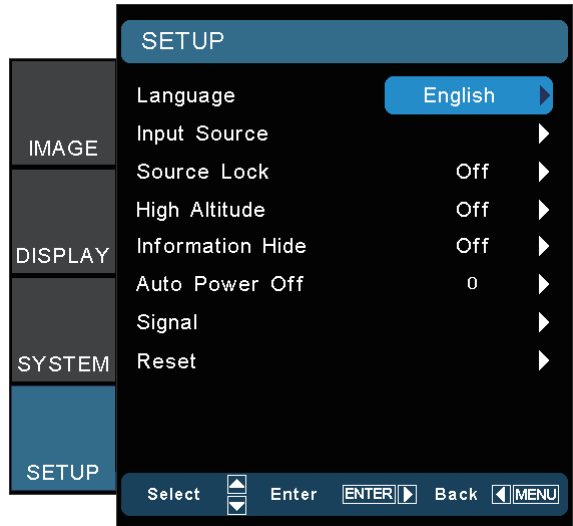 SETUP
Language English
Input Source
Source Lock Off
High Altitude Off
Information Hide Off
Auto Power Off 0
Signal
Reset
IMAGE
DISPLAY
SYSTEM
SETUP
Select Enter ENTER Back MENU